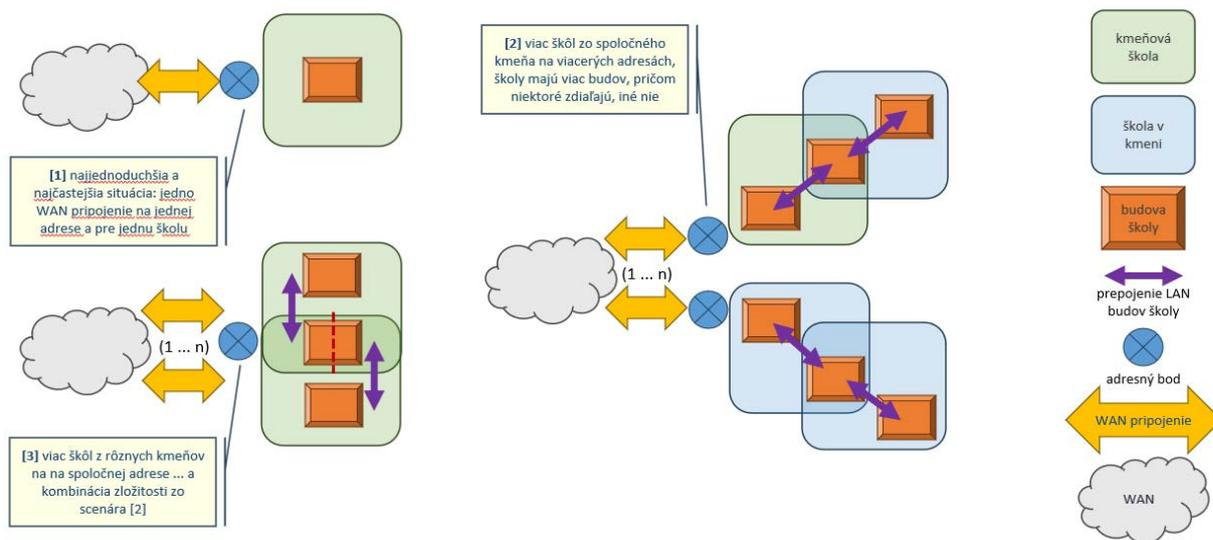 [1] najjednoduchšia a
najčastejšia situácia: jedno
WAN pripojenie na jednej
adrese a pre jednu školu
[2] viac škôl zo spoločného
kmeňa na viacerých adresách,
školy majú viac budov, pričom
niektoré zdiaľajú, iné nie
(1 ... n)
(1 ... n)
[3] viac škôl z rôznych kmeňov
na na spoločnej adrese ... a
kombinácia zložitosti zo
scenára [2]
kmeňová
škola
škola v
kmeni
budova
školy
prepojenie LAN
budov školy
adresný bod
WAN pripojenie
WAN